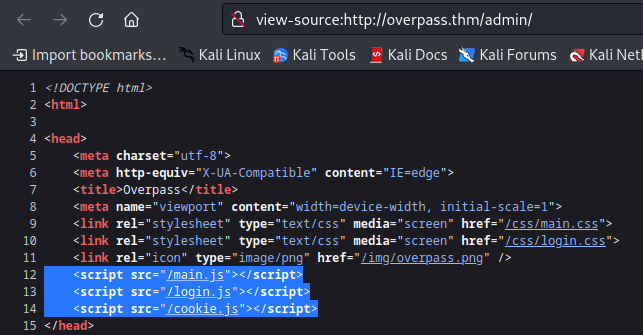 view-source:http://overpass.thm/admin/
Import bookmarks… Kali Linux Kali Tools Kali Docs Kali Forums Kali Net
1 <!DOCTYPE html>
2 <html>
3
4 <head>
5 <meta charset="utf-8">
6 <meta http-equiv="X-UA-Compatible" content="IE=edge">
7 <title>Overpass</title>
8 <meta name="viewport" content="width=device-width, initial-scale=1">
9 <link rel="stylesheet" type="text/css" media="screen" href="/css/main.css">
10 <link rel="stylesheet" type="text/css" media="screen" href="/css/login.css">
11 <link rel="icon" type="image/png" href="/img/overpass.png" />
12 <script src="/main.js"></script>
13 <script src="/login.js"></script>
14 <script src="/cookie.js"></script>
15 </head>